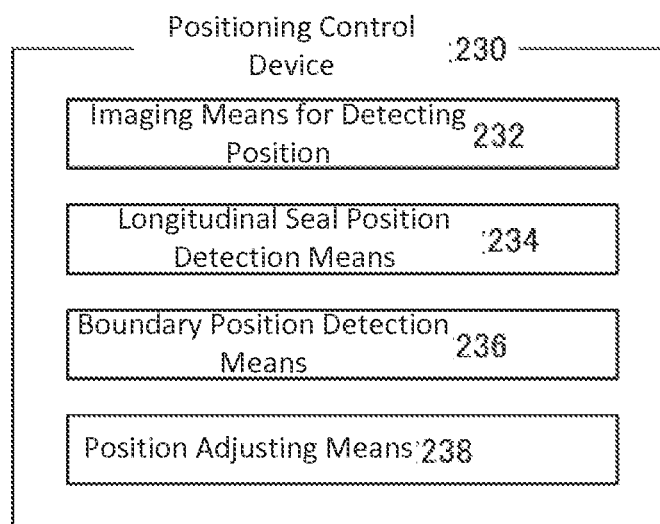 Positioning Control
Device :230
Imaging Means for Detecting
Position 232
Longitudinal Seal Position
Detection Means :234
Boundary Position Detection
Means 236
Position Adjusting Means:238